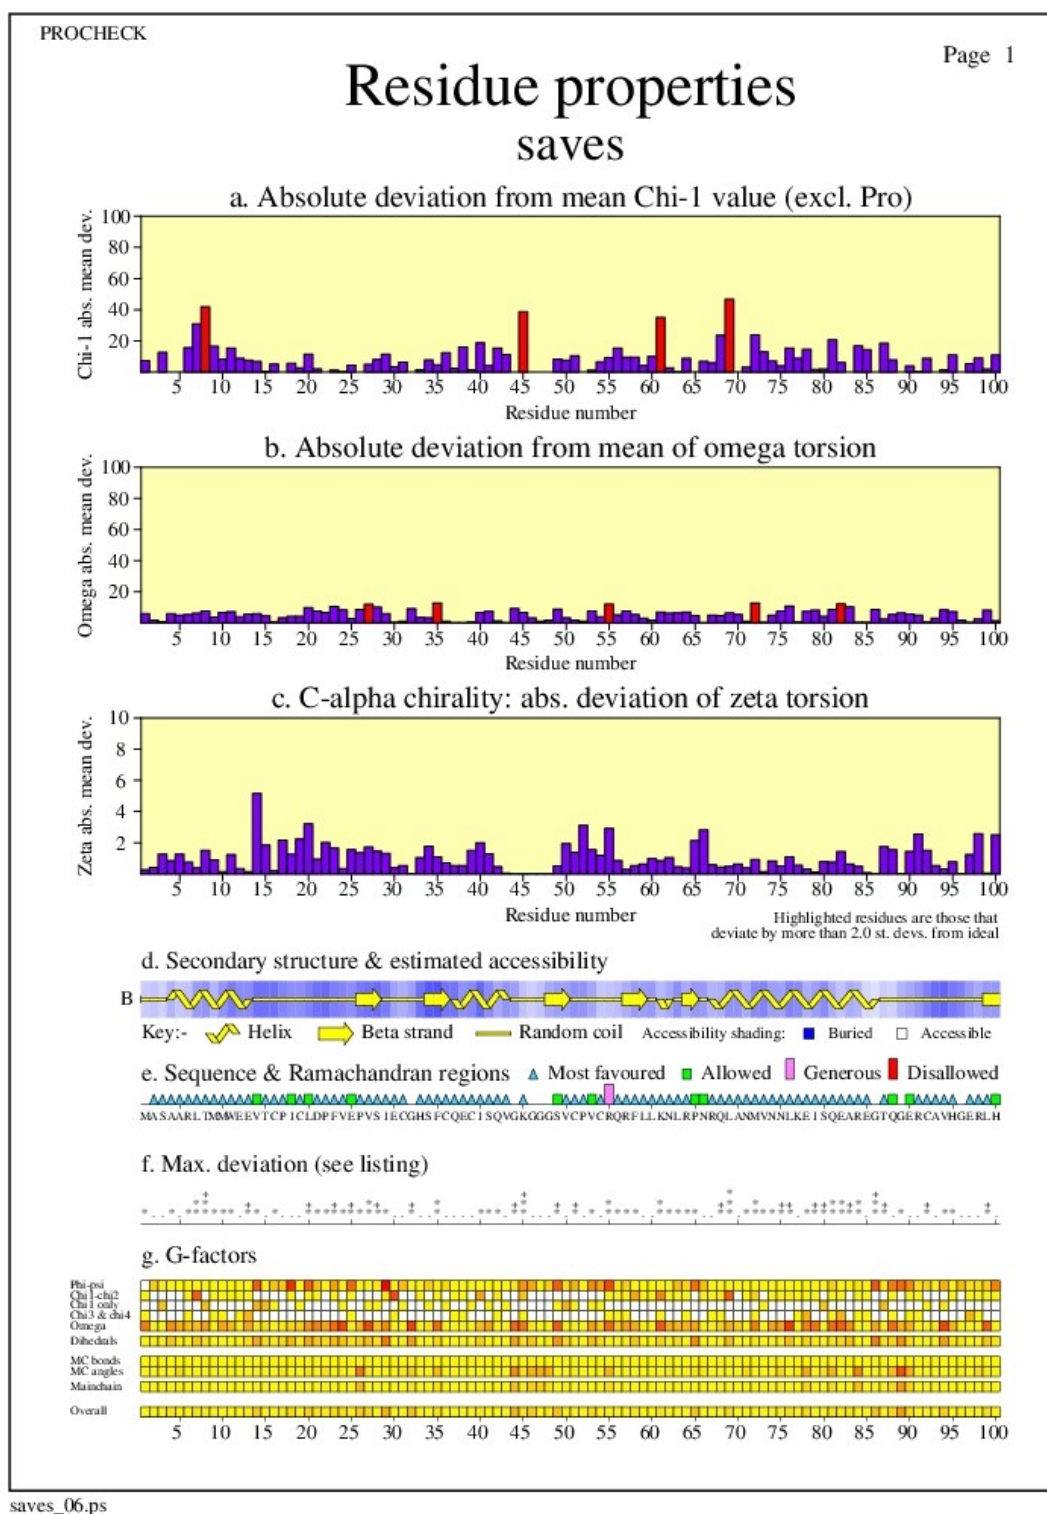 PROCHECK
Page 1
Residue properties
saves
a. Absolute deviation from mean Chi-1 value (excl. Pro)
Chi-1 abs. mean dev.
100
80
60
40
20
5 10 15 20 25 30 35 40 45 50 55 60 65 70 75 80 85 90 95 100
Residue number
b. Absolute deviation from mean of omega torsion
Omega abs. mean dev.
100
80
60
40
20
5 10 15 20 25 30 35 40 45 50 55 60 65 70 75 80 85 90 95 100
Residue number
c. C-alpha chirality: abs. deviation of zeta torsion
Zeta abs. mean dev.
10
8
6
4
2
5 10 15 20 25 30 35 40 45 50 55 60 65 70 75 80 85 90 95 100
Residue number
Highlighted residues are those that
deviate by more than 2.0 st. devs. from ideal
d. Secondary structure & estimated accessibility
B
Key:- Helix Beta strand Random coil Accessibility shading: Buried Accessible
e. Sequence & Ramachandran regions Most favoured Allowed Generous Disallowed
MASAARLTMMWEEVTCPICLDPFVEPVSIECGHSFCQECISQVGKGGGSVCPVCRQRFLLKNLRPNRQLANMVNNLKEISQEAREGTQGERCAVHGERLH
f. Max. deviation (see listing)
g. G-factors
Phi-psi
Chi1-chi2
Chi1 only
Chi3 & chi4
Omega
Dihedrals
MC bonds
MC angles
Mainchain
Overall
5 10 15 20 25 30 35 40 45 50 55 60 65 70 75 80 85 90 95 100
saves_06.ps